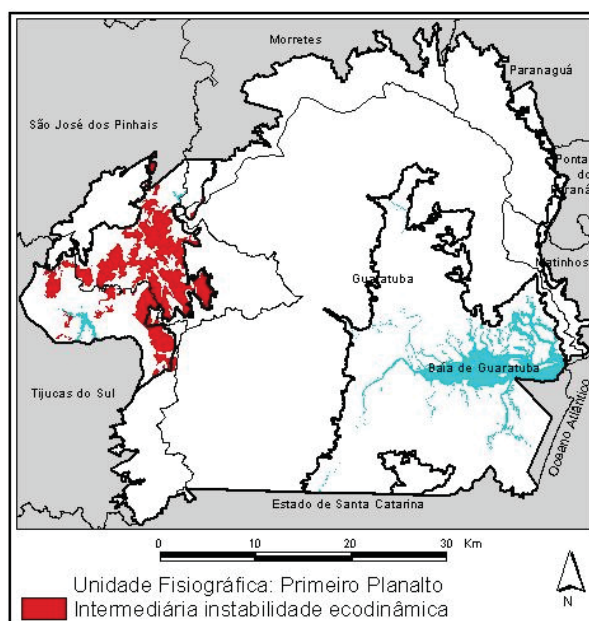 Morretes
Paranaguá
São José dos Pinhais
Pontal
do
Paraná
Matinhos
Guaratuba
Baía de Guaratuba
Tijucas do Sul
Oceano Atlântico
Estado de Santa Catarina
0 10 20 30 Km
Unidade Fisiográfica: Primeiro Planalto
Intermediária instabilidade ecodinâmica
N